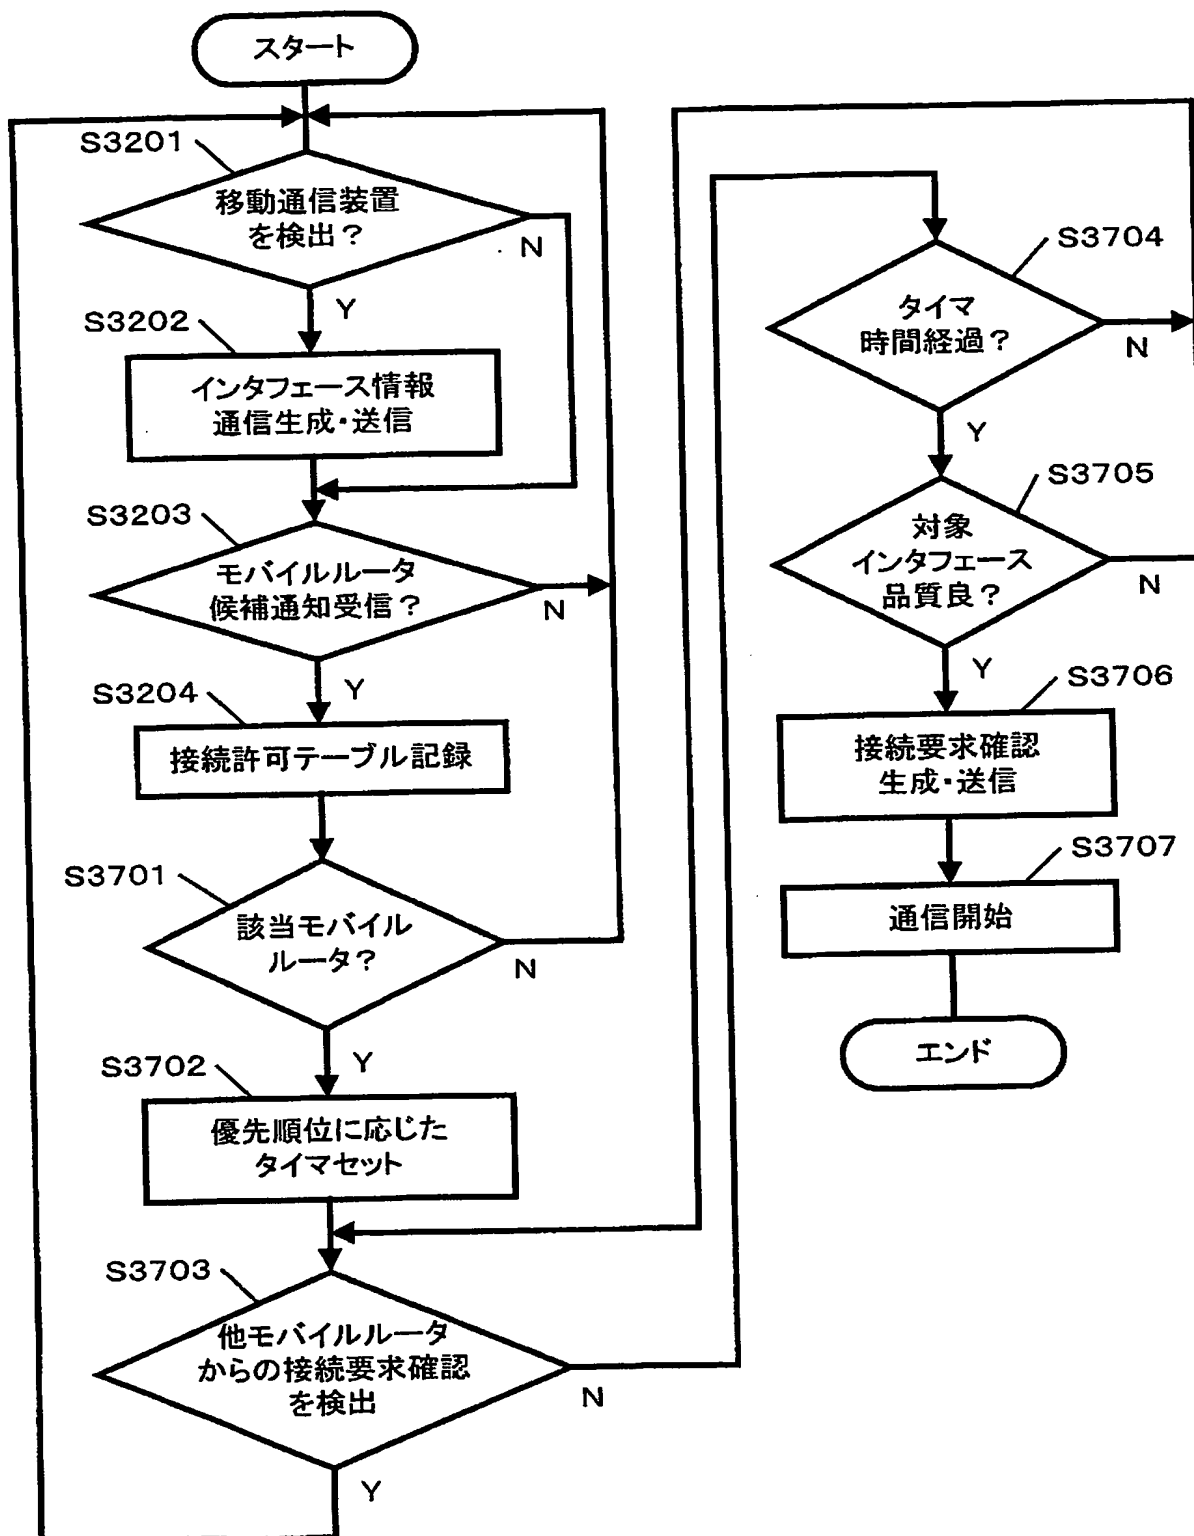 スタート
S3201
移動通信装置
を検出？
N
Y
S3202
インタフェース情報
通信生成・送信
S3203
モバイルルータ
候補通知受信？
N
Y
S3204
接続許可テーブル記録
S3701
該当モバイル
ルータ？
N
Y
S3702
優先順位に応じた
タイマセット
S3703
他モバイルルータ
からの接続要求確認
を検出
N
Y
S3704
タイマ
時間経過？
N
Y
S3705
対象
インタフェース
品質良？
N
Y
S3706
接続要求確認
生成・送信
S3707
通信開始
エンド